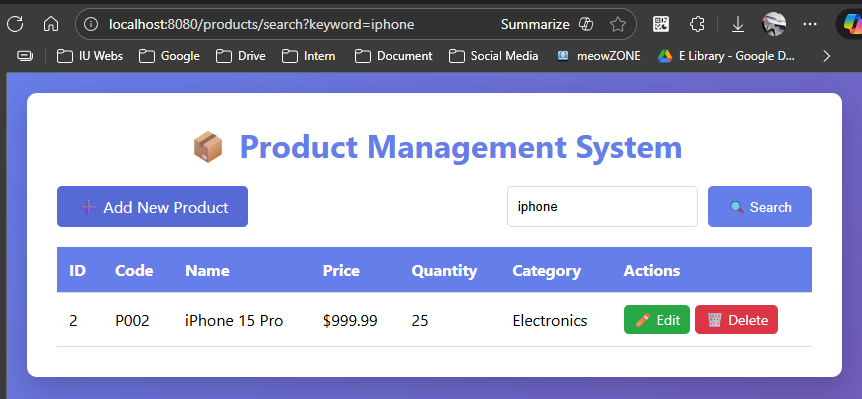 localhost:8080/products/search?keyword=iphone Summarize
IU Webs Google Drive Intern Document Social Media meowZONE E Library - Google D...
Product Management System
Add New Product iphone Search
ID Code Name Price Quantity Category Actions
2 P002 iPhone 15 Pro $999.99 25 Electronics Edit Delete